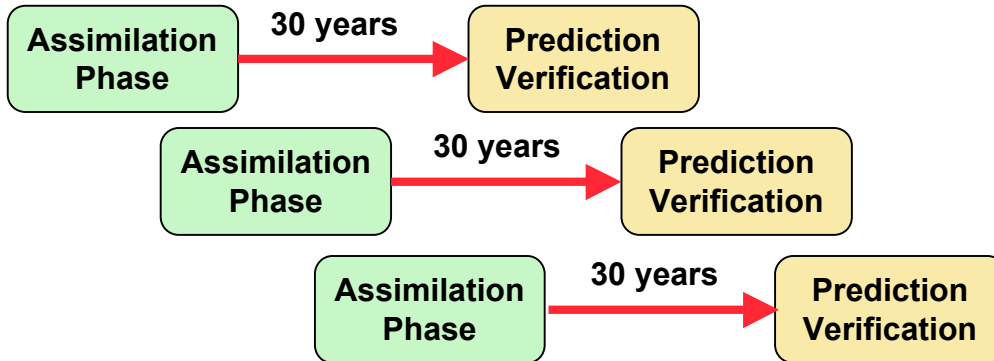 Assimilation
Phase
30 years
Prediction
Verification
Assimilation
Phase
30 years
Prediction
Verification
Assimilation
Phase
30 years
Prediction
Verification